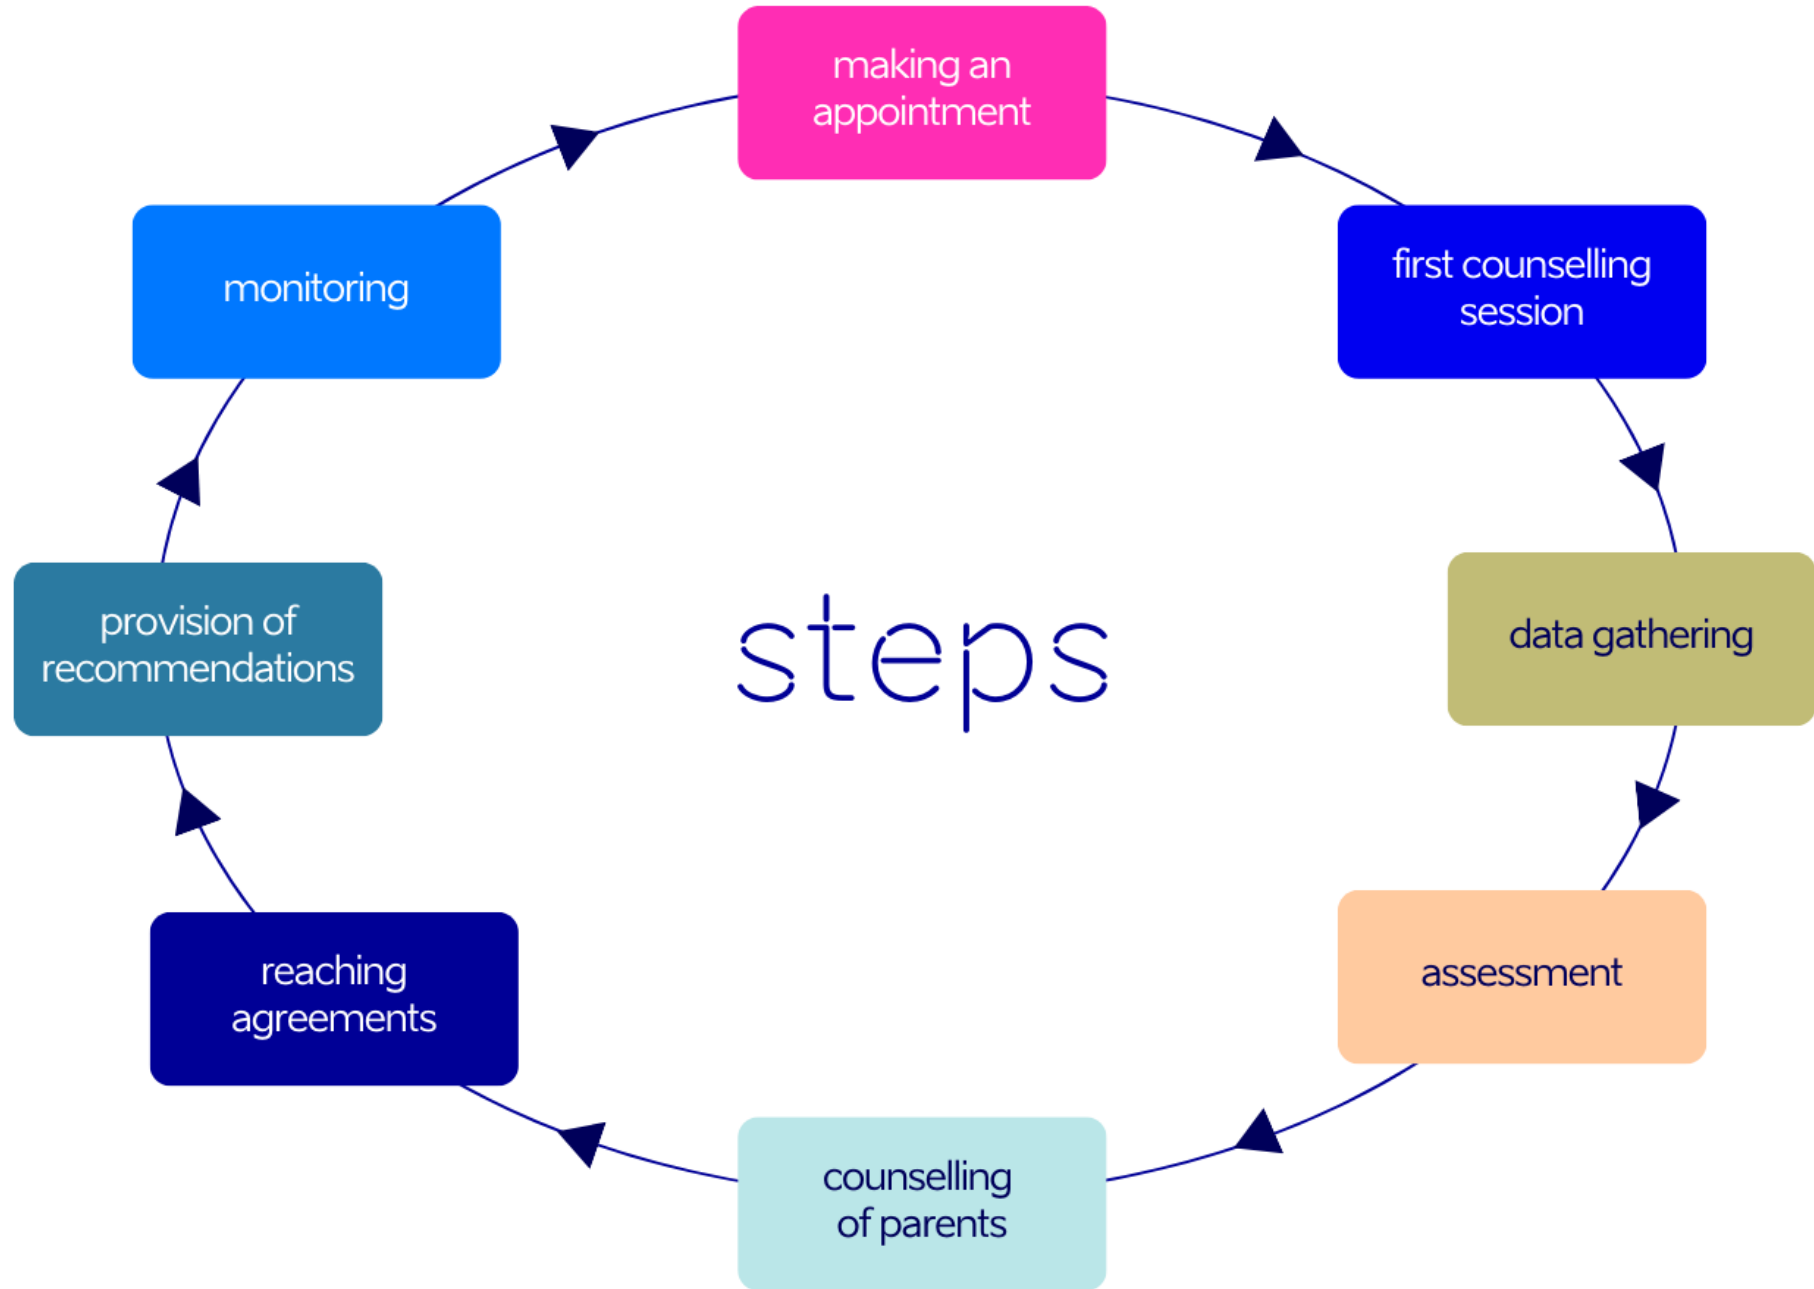 making an
appointment
first counselling
session
data gathering
assessment
counselling
of parents
reaching
agreements
provision of
recommendations
monitoring
steps